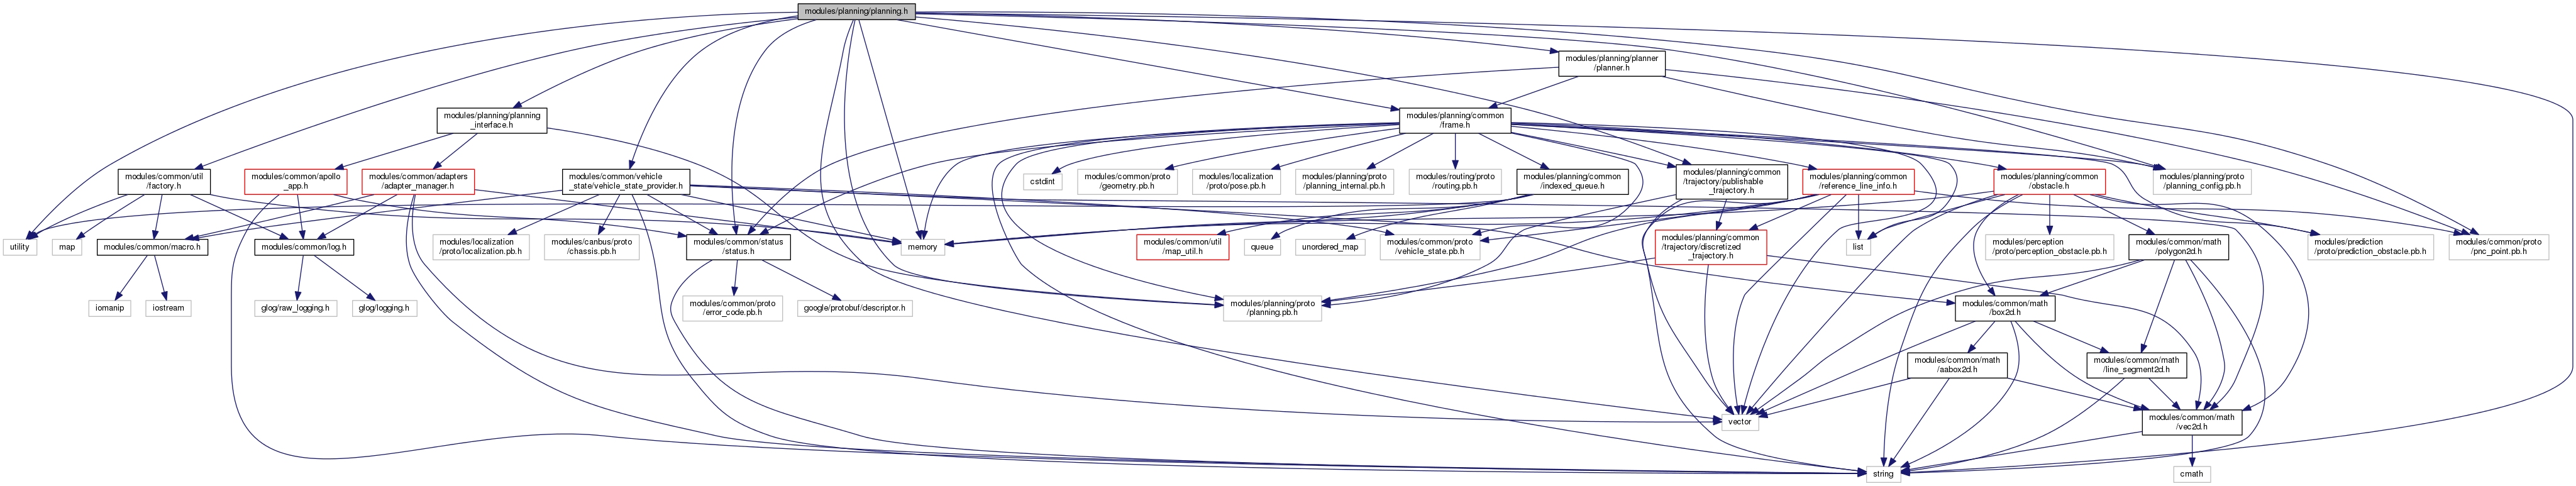 modules/planning/planning.h
modules/planning/planner
/planner.h
modules/planning/planning
_interface.h
modules/planning/common
/frame.h
modules/common/util
/factory.h
modules/common/apollo
_app.h
modules/common/adapters
/adapter_manager.h
modules/common/vehicle
_state/vehicle_state_provider.h
cstdint
modules/common/proto
/geometry.pb.h
modules/localization
/proto/pose.pb.h
modules/planning/proto
/planning_internal.pb.h
modules/routing/proto
/routing.pb.h
modules/planning/common
/indexed_queue.h
modules/planning/common
/trajectory/publishable
_trajectory.h
modules/planning/common
/reference_line_info.h
modules/planning/common
/obstacle.h
modules/planning/proto
/planning_config.pb.h
utility
map
modules/common/macro.h
modules/common/log.h
modules/localization
/proto/localization.pb.h
modules/canbus/proto
/chassis.pb.h
modules/common/status
/status.h
memory
modules/common/util
/map_util.h
queue
unordered_map
modules/common/proto
/vehicle_state.pb.h
modules/planning/common
/trajectory/discretized
_trajectory.h
list
modules/perception
/proto/perception_obstacle.pb.h
modules/common/math
/polygon2d.h
modules/prediction
/proto/prediction_obstacle.pb.h
modules/common/proto
/pnc_point.pb.h
iomanip
iostream
glog/raw_logging.h
glog/logging.h
modules/common/proto
/error_code.pb.h
google/protobuf/descriptor.h
modules/planning/proto
/planning.pb.h
modules/common/math
/box2d.h
modules/common/math
/aabox2d.h
modules/common/math
/line_segment2d.h
vector
modules/common/math
/vec2d.h
string
cmath